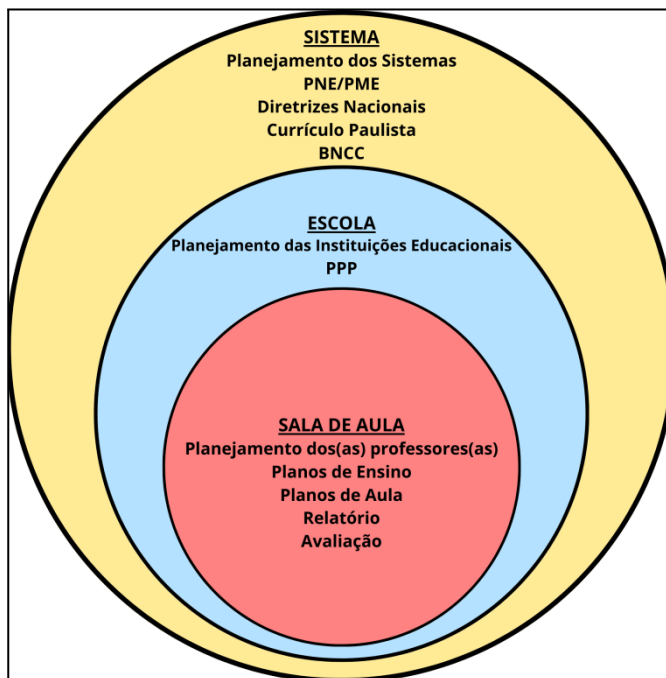 SISTEMA
Planejamento dos Sistemas
PNE/PME
Diretrizes Nacionais
Currículo Paulista
BNCC
ESCOLA
Planejamento das Instituições Educacionais
PPP
SALA DE AULA
Planejamento dos(as) professores(as)
Planos de Ensino
Planos de Aula
Relatório
Avaliação